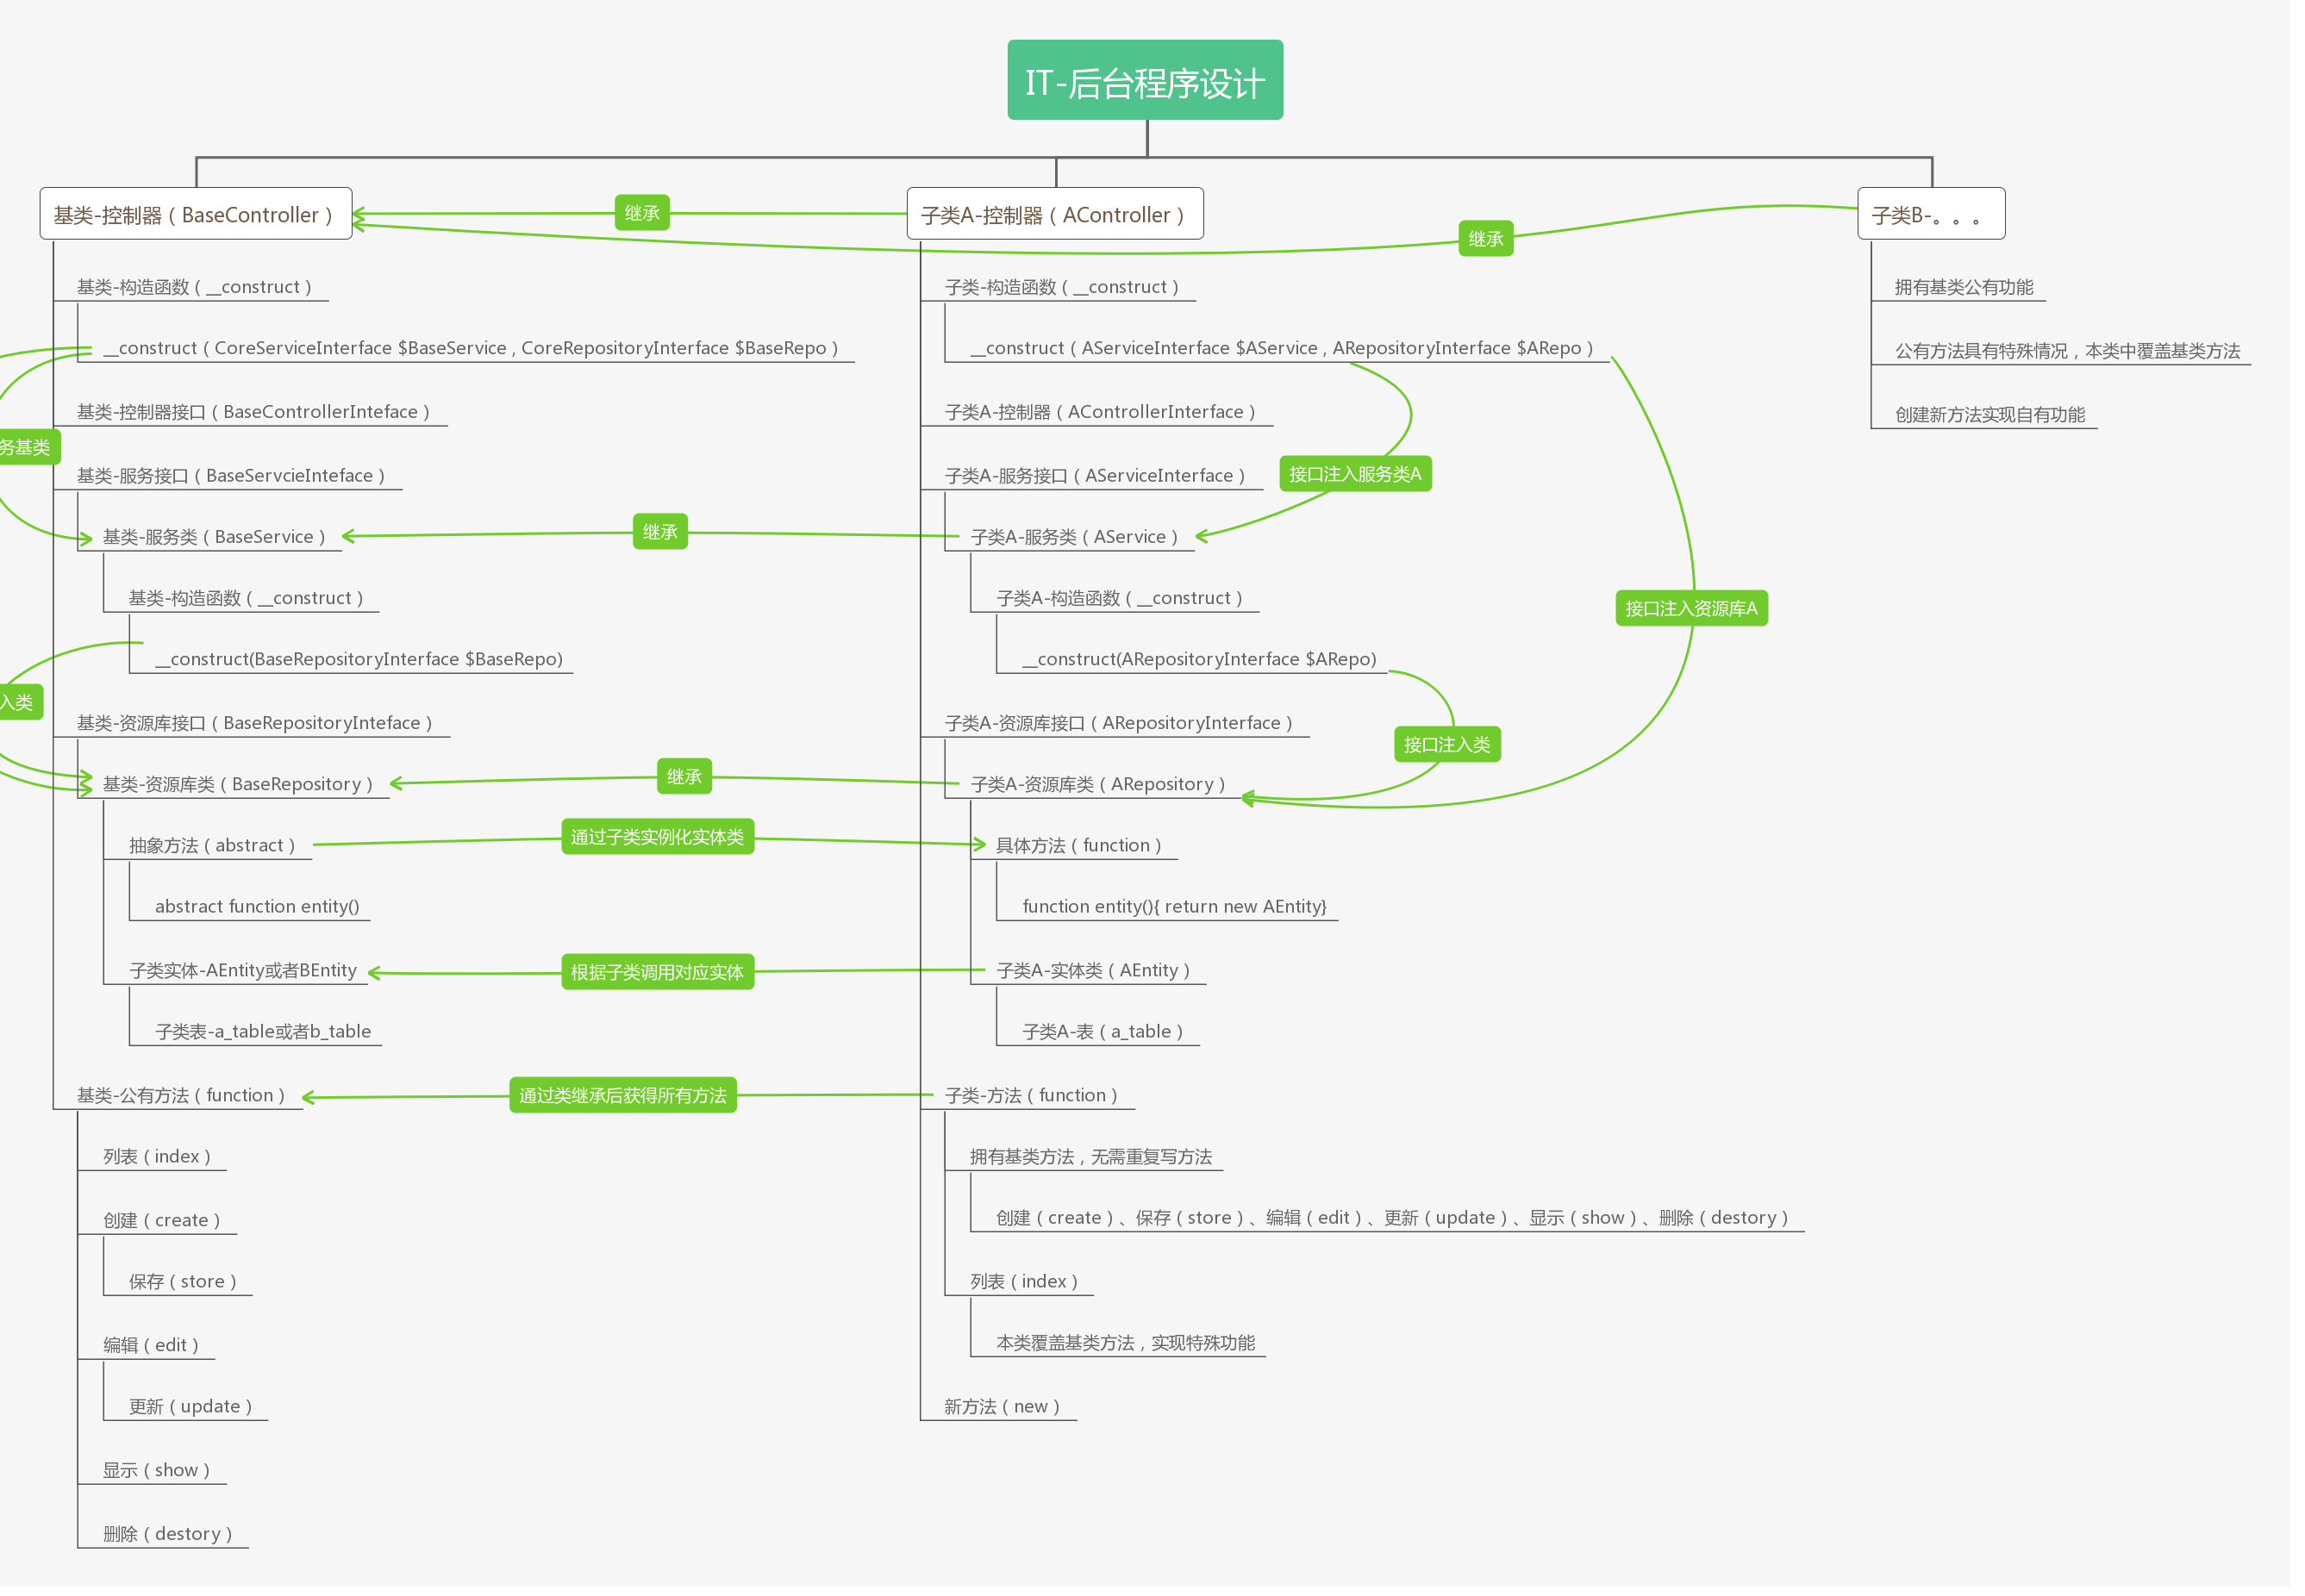 IT-后台程序设计
基类-控制器（BaseController）
继承
子类A-控制器（AController）
继承
子类B-。。。
基类-构造函数（__construct）
__construct（CoreServiceInterface $BaseService , CoreRepositoryInterface $BaseRepo）
基类-控制器接口（BaseControllerInteface）
务基类
基类-服务接口（BaseServcieInteface）
基类-服务类（BaseService）
继承
基类-构造函数（__construct）
__construct(BaseRepositoryInterface $BaseRepo)
入类
基类-资源库接口（BaseRepositoryInteface）
基类-资源库类（BaseRepository）
继承
抽象方法（abstract）
通过子类实例化实体类
abstract function entity()
子类实体-AEntity或者BEntity
根据子类调用对应实体
子类表-a_table或者b_table
基类-公有方法（function）
通过类继承后获得所有方法
列表（index）
创建（create）
保存（store）
编辑（edit）
更新（update）
显示（show）
删除（destory）
子类-构造函数（__construct）
__construct（AServiceInterface $AService , ARepositoryInterface $ARepo）
子类A-控制器（AControllerInterface）
子类A-服务接口（AServiceInterface）
接口注入服务类A
子类A-服务类（AService）
子类A-构造函数（__construct）
接口注入资源库A
__construct(ARepositoryInterface $ARepo)
子类A-资源库接口（ARepositoryInterface）
接口注入类
子类A-资源库类（ARepository）
具体方法（function）
function entity(){ return new AEntity}
子类A-实体类（AEntity）
子类A-表（a_table）
子类-方法（function）
拥有基类方法，无需重复写方法
创建（create）、保存（store）、编辑（edit）、更新（update）、显示（show）、删除（destory）
列表（index）
本类覆盖基类方法，实现特殊功能
新方法（new）
拥有基类公有功能
公有方法具有特殊情况，本类中覆盖基类方法
创建新方法实现自有功能